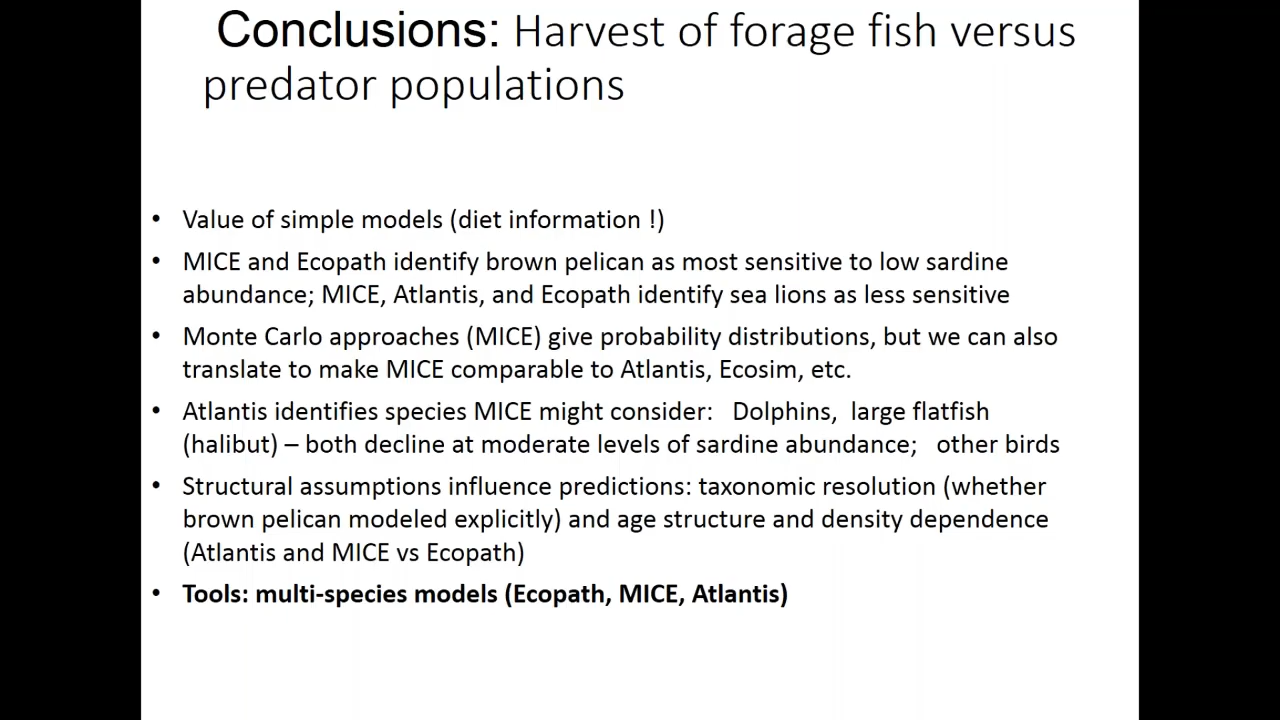 Conclusions: Harvest of forage fish versus
predator populations
• Value of simple models (diet information !)
• MICE and Ecopath identify brown pelican as most sensitive to low sardine
abundance; MICE, Atlantis, and Ecopath identify sea lions as less sensitive
• Monte Carlo approaches (MICE) give probability distributions, but we can also
translate to make MICE comparable to Atlantis, Ecosim, etc.
• Atlantis identifies species MICE might consider: Dolphins, large flatfish
(halibut) – both decline at moderate levels of sardine abundance; other birds
• Structural assumptions influence predictions: taxonomic resolution (whether
brown pelican modeled explicitly) and age structure and density dependence
(Atlantis and MICE vs Ecopath)
• Tools: multi-species models (Ecopath, MICE, Atlantis)